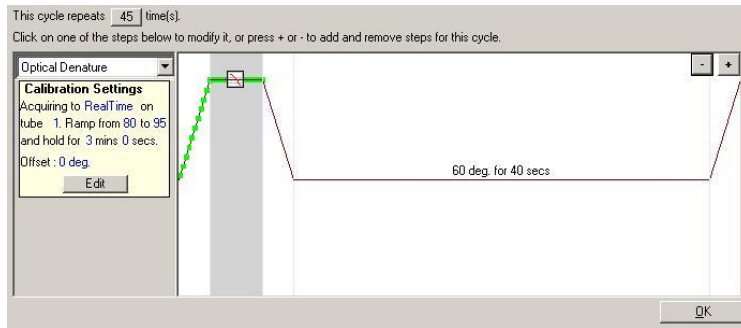 This cycle repeats 45 time(s).
Click on one of the steps below to modify it, or press + or - to add and remove steps for this cycle.
Optical Denature
- +
Calibration Settings
Acquiring to RealTime on
tube 1. Ramp from 80 to 95
and hold for 3 mins 0 secs.
Offset : 0 deg.
Edit
60 deg. for 40 secs
OK